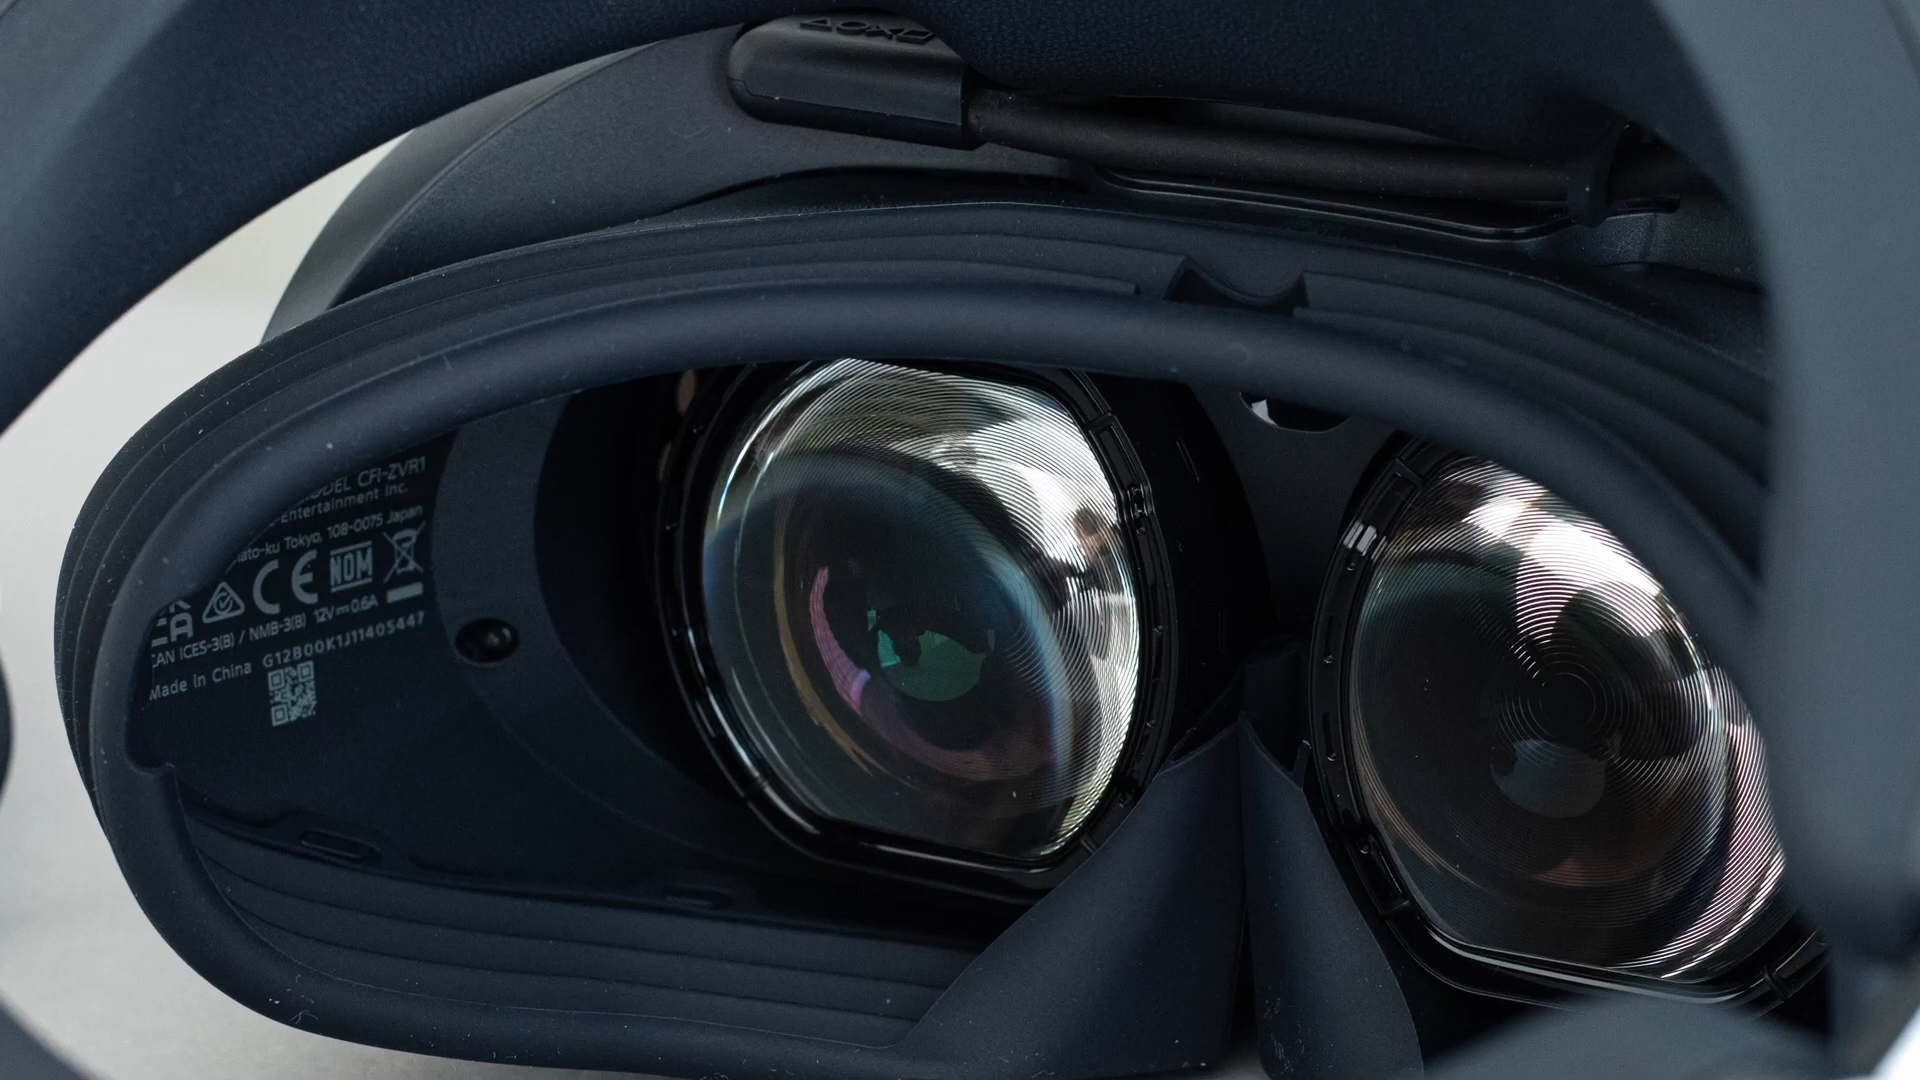 MODEL CFI-ZVR1
Entertainment Inc.
ato-ku Tokyo, 108-0075 Japan
CE NOM
CAN ICES-3(B) / NMB-3(B) 12V⎓0.6A
Made In China G12B00K1J11405447